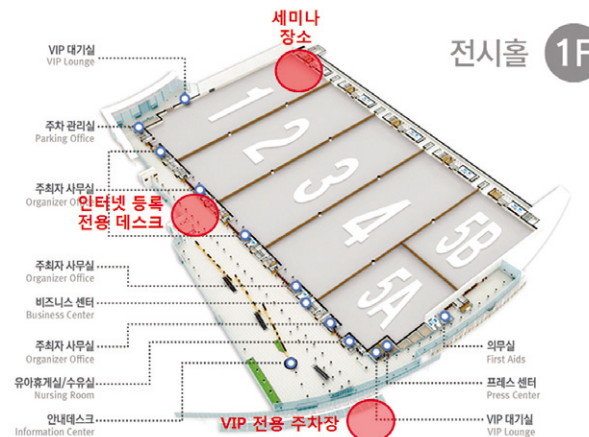 세미나
장소
전시홀 1F
VIP 대기실
VIP Lounge
주차 관리실
Parking Office
주최자 사무실
Organizer Office
인터넷 등록
전용 데스크
주최자 사무실
Organizer Office
비즈니스 센터
Business Center
주최자 사무실
Organizer Office
유아휴게실/수유실
Nursing Room
안내데스크
Information Center
1
2
3
4
5A
5B
의무실
First Aids
프레스 센터
Press Center
VIP 대기실
VIP Lounge
VIP 전용 주차장